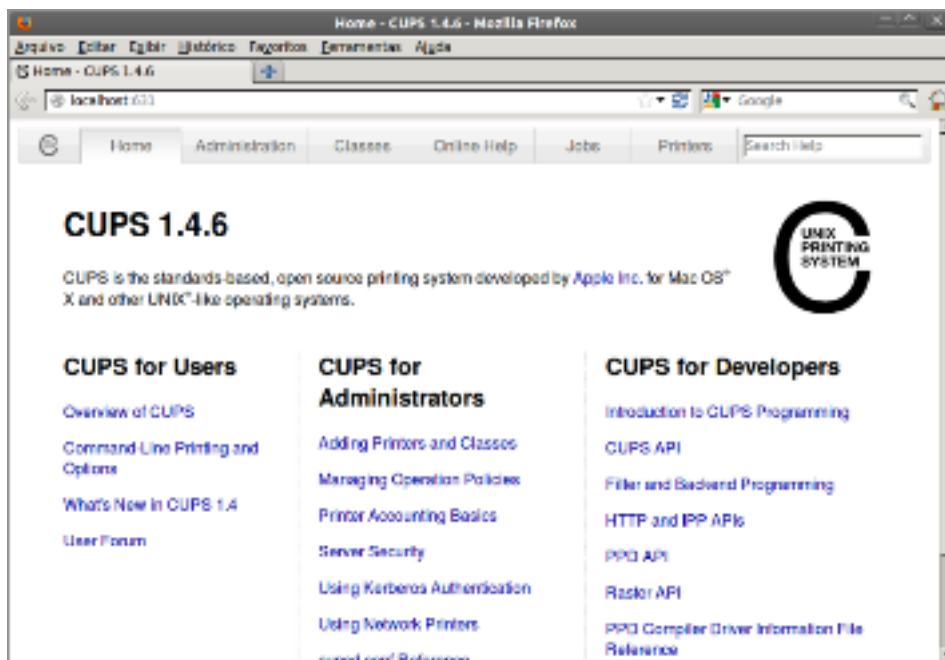 Home - CUPS 1.4.6 - Mozilla Firefox
Arquivo Editar Exibir Histórico Favoritos Ferramentas Ajuda
Home - CUPS 1.4.6
localhost:631
Google
Home Administration Classes Online Help Jobs Printers Search Help
CUPS 1.4.6
UNIX
PRINTING
SYSTEM
CUPS is the standards-based, open source printing system developed by Apple Inc. for Mac OS®
X and other UNIX®-like operating systems.
CUPS for Users
Overview of CUPS
Command-Line Printing and
Options
What's New in CUPS 1.4
User Forum
CUPS for
Administrators
Adding Printers and Classes
Managing Operation Policies
Printer Accounting Basics
Server Security
Using Kerberos Authentication
Using Network Printers
cupsd.conf Reference
CUPS for Developers
Introduction to CUPS Programming
CUPS API
Filter and Backend Programming
HTTP and IPP APIs
PPD API
Raster API
PPD Compiler Driver Information File
Reference